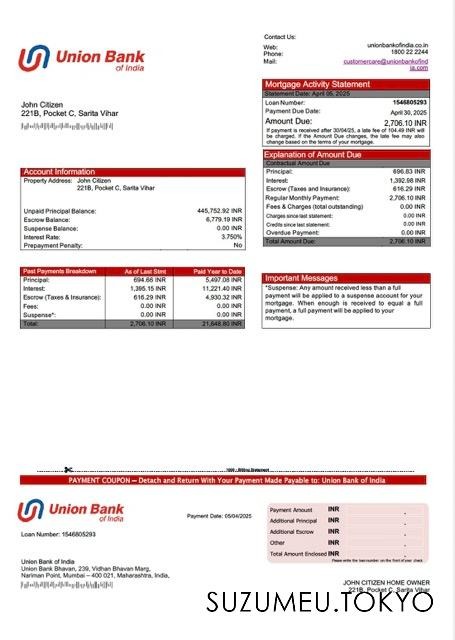 Union Bank
of India
Contact Us:
Web: unionbankofindia.co.in
Phone: 1800 22 2244
Mail: customercare@unionbankofind
ia.com
John Citizen
221B, Pocket C, Sarita Vihar
Mortgage Activity Statement
Statement Date: April 05, 2025
Loan Number: 1546805293
Payment Due Date: April 30, 2025
Amount Due: 2,706.10 INR
If payment is received after 30/04/25, a late fee of 104.49 INR will
be charged. If the Amount Due changes, the late fee may also
change based on the terms of your mortgage.
Account Information
Property Address: John Citizen
221B, Pocket C, Sarita Vihar
Unpaid Principal Balance: 445,752.92 INR
Escrow Balance: 6,779.19 INR
Suspense Balance: 0.00 INR
Interest Rate: 3.750%
Prepayment Penalty: No
Explanation of Amount Due
Contractual Amount Due
Principal: 696.83 INR
Interest: 1,392.98 INR
Escrow (Taxes and Insurance): 616.29 INR
Regular Monthly Payment: 2,706.10 INR
Fees & Charges (total outstanding) 0.00 INR
Charges since last statement: 0.00 INR
Credits since last statement: 0.00 INR
Overdue Payment: 0.00 INR
Total Amount Due: 2,706.10 INR
Past Payments Breakdown As of Last Stmt Paid Year to Date
Principal: 694.66 INR 5,497.08 INR
Interest: 1,395.15 INR 11,221.40 INR
Escrow (Taxes & Insurance): 616.29 INR 4,930.32 INR
Fees: 0.00 INR 0.00 INR
Suspense*: 0.00 INR 0.00 INR
Total: 2,706.10 INR 21,648.80 INR
Important Messages
*Suspense: Any amount received less than a full
payment will be applied to a suspense account for your
mortgage. When enough is received to equal a full
payment, a full payment will be applied to your
mortgage.
PAYMENT COUPON – Detach and Return With Your Payment Made Payable to: Union Bank of India
Union Bank
of India
Payment Date: 05/04/2025
Loan Number: 1546805293
Payment Amount INR
Additional Principal INR
Additional Escrow INR
Other INR
Total Amount Enclosed INR
Please write the loan number on the front of your check
Union Bank of India
Union Bank Bhavan, 239, Vidhan Bhavan Marg,
Nariman Point, Mumbai – 400 021, Maharashtra, India,
JOHN CITIZEN HOME OWNER
221B, Pocket C, Sarita Vihar
SUZUMEU.TOKYO